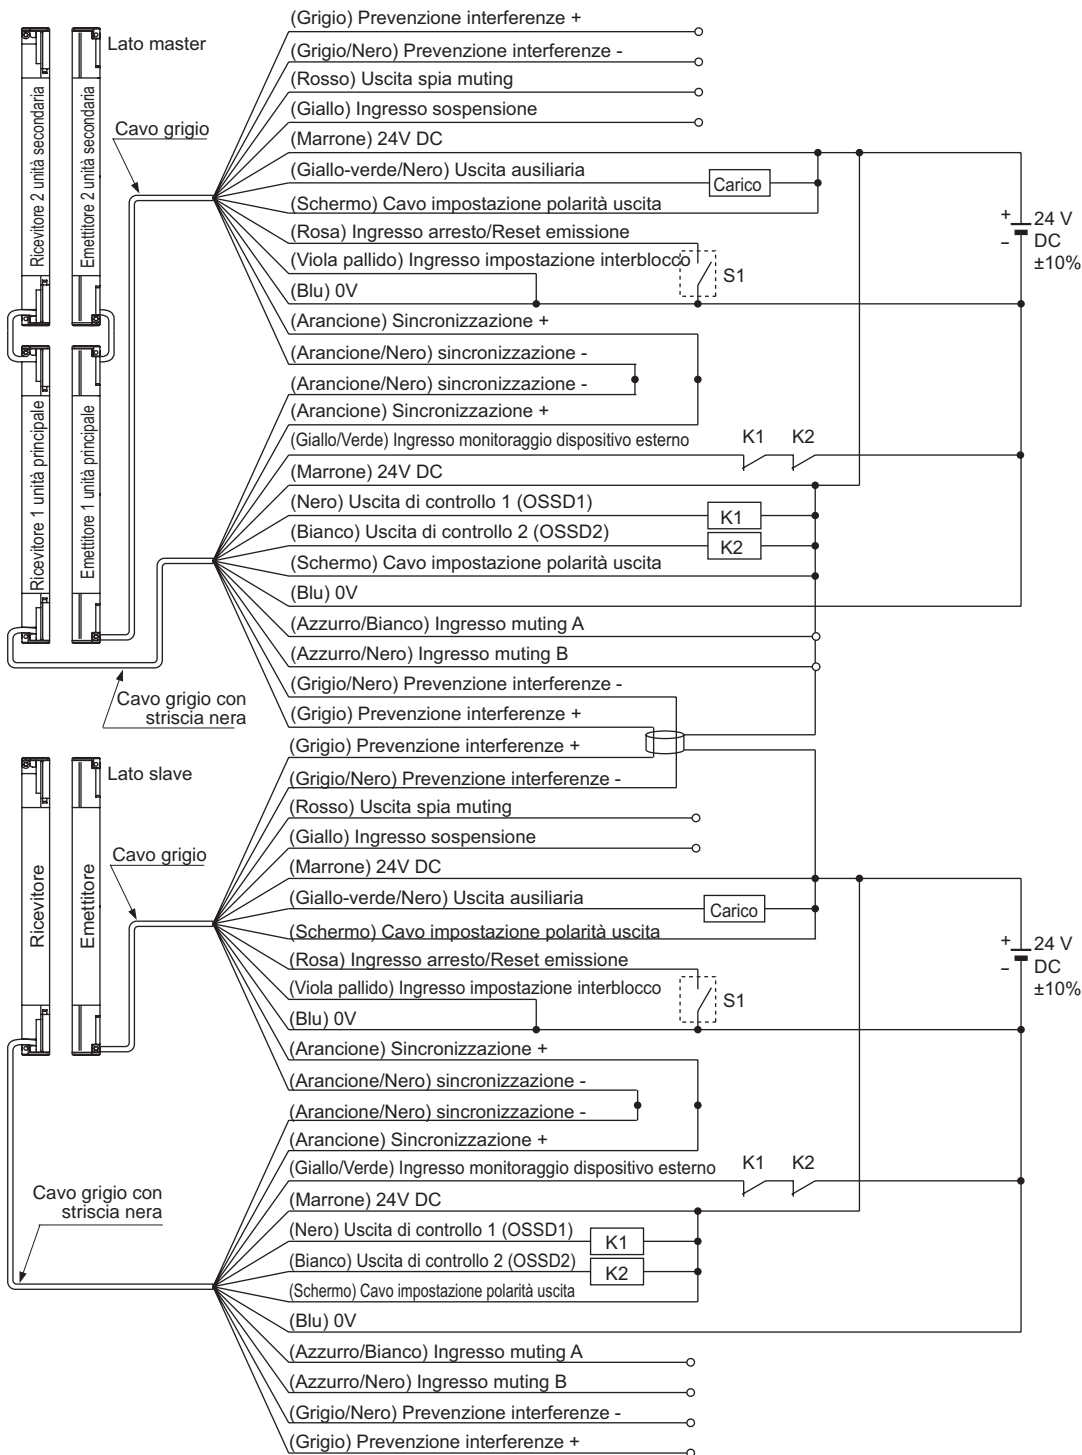 (Grigio) Prevenzione interferenze +
Lato master
(Grigio/Nero) Prevenzione interferenze -
(Rosso) Uscita spia muting
(Giallo) Ingresso sospensione
Cavo grigio
(Marrone) 24V DC
(Giallo-verde/Nero) Uscita ausiliaria
Carico
(Schermo) Cavo impostazione polarità uscita
(Rosa) Ingresso arresto/Reset emissione
(Viola pallido) Ingresso impostazione interblocco
S1
(Blu) 0V
+
24 V
DC
±10%
–
(Arancione) Sincronizzazione +
(Arancione/Nero) sincronizzazione -
(Arancione/Nero) sincronizzazione -
(Arancione) Sincronizzazione +
(Giallo/Verde) Ingresso monitoraggio dispositivo esterno
K1
K2
(Marrone) 24V DC
(Nero) Uscita di controllo 1 (OSSD1)
K1
(Bianco) Uscita di controllo 2 (OSSD2)
K2
(Schermo) Cavo impostazione polarità uscita
(Blu) 0V
(Azzurro/Bianco) Ingresso muting A
(Azzurro/Nero) Ingresso muting B
(Grigio/Nero) Prevenzione interferenze -
(Grigio) Prevenzione interferenze +
Ricevitore 2 unità secondaria
Emettitore 2 unità secondaria
Ricevitore 1 unità principale
Emettitore 1 unità principale
Cavo grigio con
striscia nera
(Grigio) Prevenzione interferenze +
Lato slave
(Grigio/Nero) Prevenzione interferenze -
(Rosso) Uscita spia muting
(Giallo) Ingresso sospensione
Cavo grigio
(Marrone) 24V DC
(Giallo-verde/Nero) Uscita ausiliaria
Carico
(Schermo) Cavo impostazione polarità uscita
(Rosa) Ingresso arresto/Reset emissione
(Viola pallido) Ingresso impostazione interblocco
S1
(Blu) 0V
+
24 V
DC
±10%
–
Ricevitore
Emettitore
(Arancione) Sincronizzazione +
(Arancione/Nero) sincronizzazione -
(Arancione/Nero) sincronizzazione -
(Arancione) Sincronizzazione +
(Giallo/Verde) Ingresso monitoraggio dispositivo esterno
K1
K2
Cavo grigio con
striscia nera
(Marrone) 24V DC
(Nero) Uscita di controllo 1 (OSSD1)
K1
(Bianco) Uscita di controllo 2 (OSSD2)
K2
(Schermo) Cavo impostazione polarità uscita
(Blu) 0V
(Azzurro/Bianco) Ingresso muting A
(Azzurro/Nero) Ingresso muting B
(Grigio/Nero) Prevenzione interferenze -
(Grigio) Prevenzione interferenze +